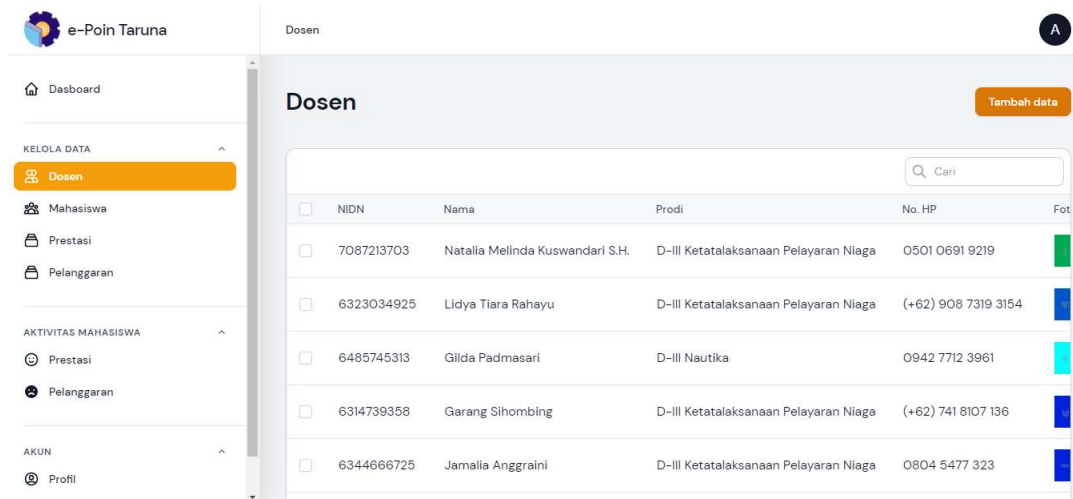 e-Poin Taruna
Dosen
A
Dasboard
KELOLA DATA
Dosen
Mahasiswa
Prestasi
Pelanggaran
AKTIVITAS MAHASISWA
Prestasi
Pelanggaran
AKUN
Profil
Dosen
Tambah data
Cari
NIDN Nama Prodi No. HP Fot
7087213703 Natalia Melinda Kuswandari S.H. D-III Ketatalaksanaan Pelayaran Niaga 0501 0691 9219
6323034925 Lidya Tiara Rahayu D-III Ketatalaksanaan Pelayaran Niaga (+62) 908 7319 3154
6485745313 Gilda Padmasari D-III Nautika 0942 7712 3961
6314739358 Garang Sihombing D-III Ketatalaksanaan Pelayaran Niaga (+62) 741 8107 136
6344666725 Jamalia Anggraini D-III Ketatalaksanaan Pelayaran Niaga 0804 5477 323